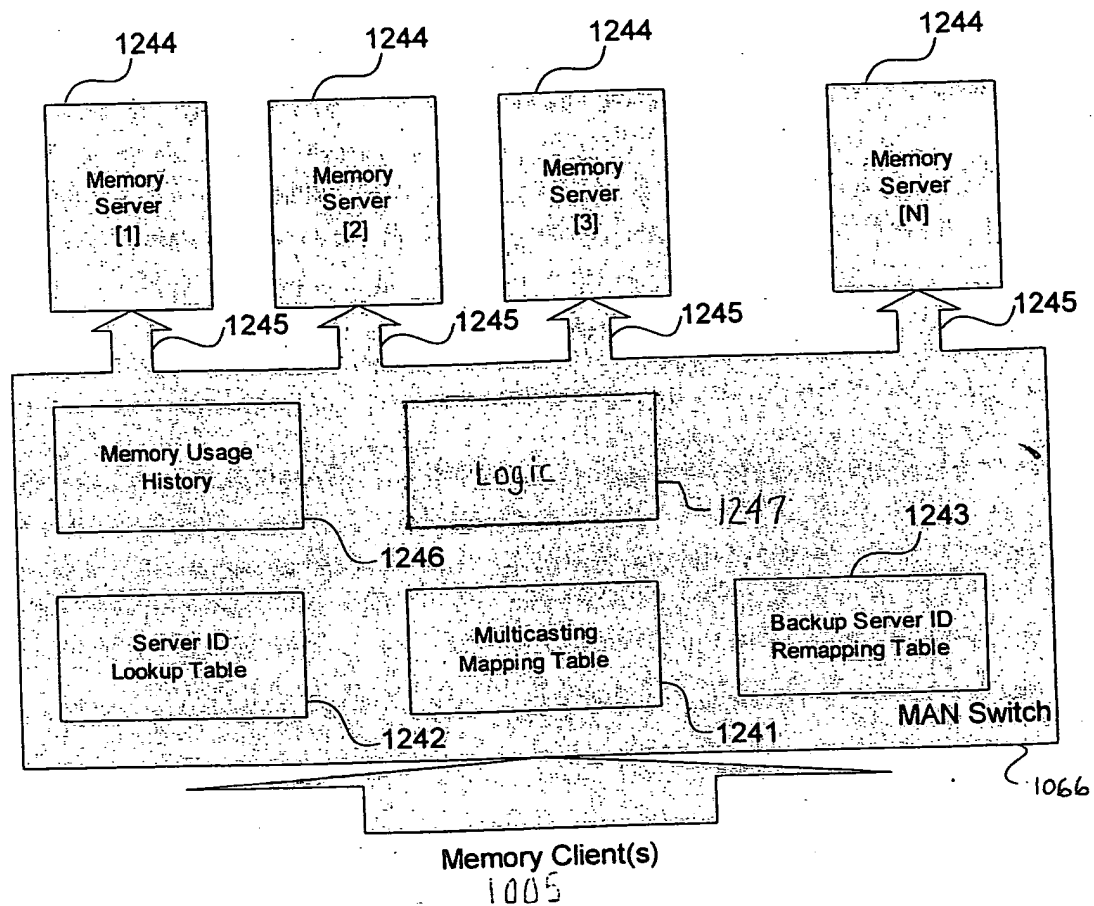 1244 1244 1244 1244
Memory
Server
[1]
Memory
Server
[2]
Memory
Server
[3]
Memory
Server
[N]
1245 1245 1245 1245
Memory Usage
History
1246
Logic
1247
1243
Server ID
Lookup Table
1242
Multicasting
Mapping Table
1241
Backup Server ID
Remapping Table
MAN Switch
1066
Memory Client(s)
1005